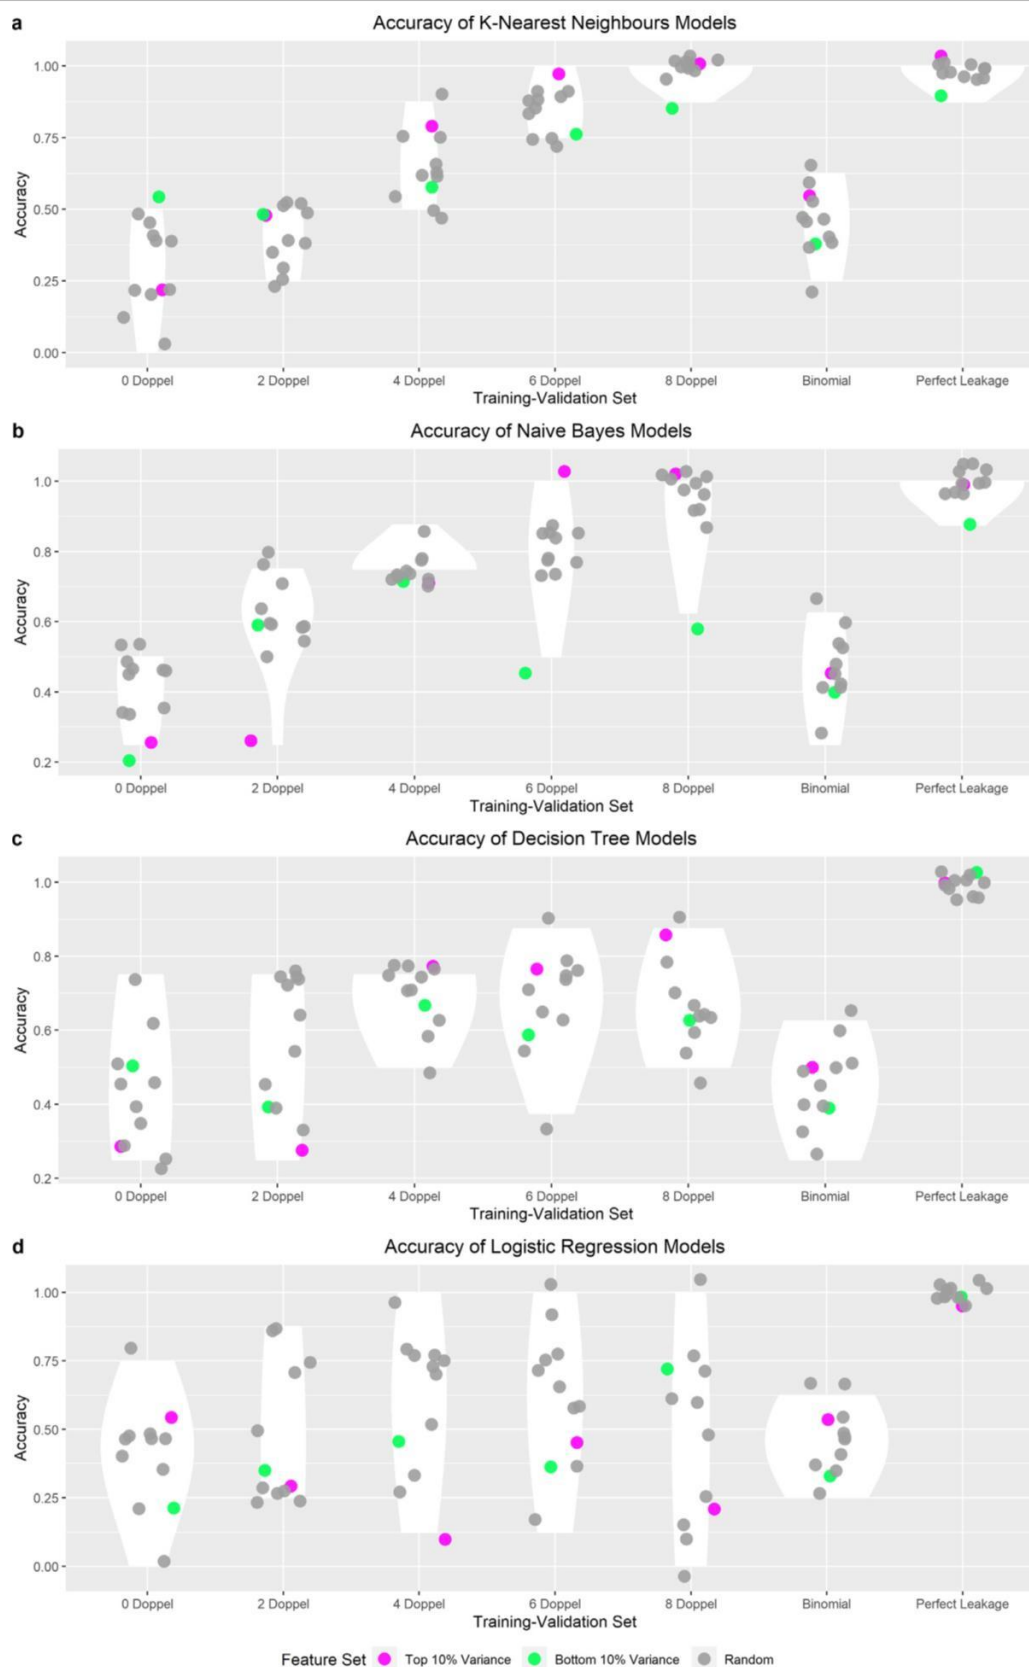 a
Accuracy of K-Nearest Neighbours Models
1.00
0.75
0.50
0.25
0.00
Accuracy
0 Doppel 2 Doppel 4 Doppel 6 Doppel 8 Doppel Binomial Perfect Leakage
Training-Validation Set
b
Accuracy of Naive Bayes Models
1.0
0.8
0.6
0.4
0.2
Accuracy
0 Doppel 2 Doppel 4 Doppel 6 Doppel 8 Doppel Binomial Perfect Leakage
Training-Validation Set
c
Accuracy of Decision Tree Models
1.0
0.8
0.6
0.4
0.2
Accuracy
0 Doppel 2 Doppel 4 Doppel 6 Doppel 8 Doppel Binomial Perfect Leakage
Training-Validation Set
d
Accuracy of Logistic Regression Models
1.00
0.75
0.50
0.25
0.00
Accuracy
0 Doppel 2 Doppel 4 Doppel 6 Doppel 8 Doppel Binomial Perfect Leakage
Training-Validation Set
Feature Set Top 10% Variance Bottom 10% Variance Random